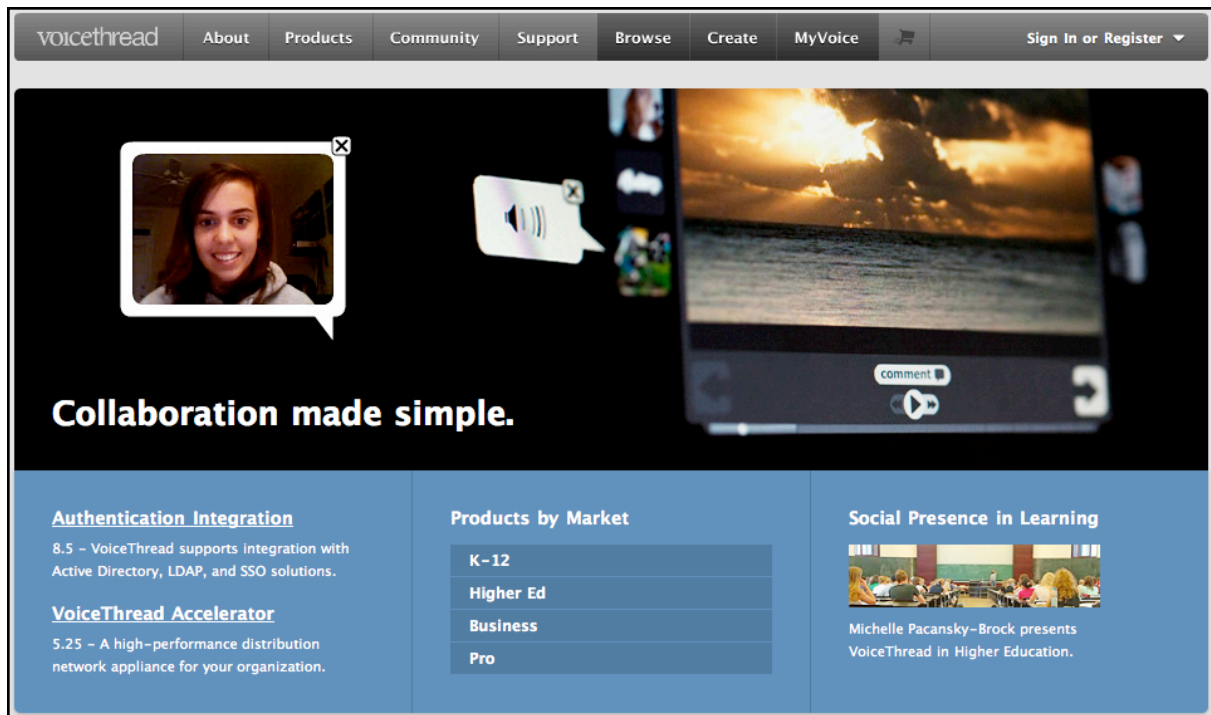 voicethread About Products Community Support Browse Create MyVoice Sign In or Register
comment
Collaboration made simple.
Authentication Integration
8.5 – VoiceThread supports integration with
Active Directory, LDAP, and SSO solutions.
VoiceThread Accelerator
5.25 – A high-performance distribution
network appliance for your organization.
Products by Market
K-12
Higher Ed
Business
Pro
Social Presence in Learning
Michelle Pacansky-Brock presents
VoiceThread in Higher Education.